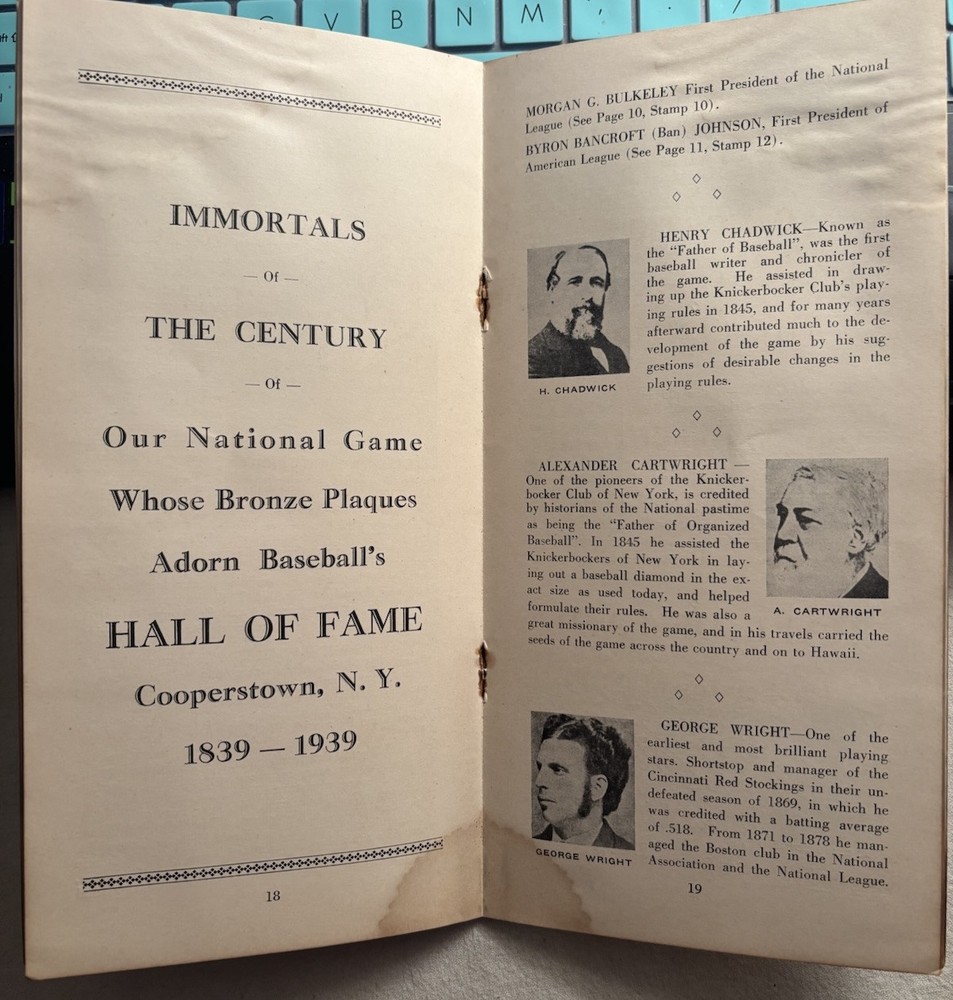 C V B N M , . /
IMMORTALS
— Of —
THE CENTURY
— Of —
Our National Game
Whose Bronze Plaques
Adorn Baseball's
HALL OF FAME
Cooperstown, N. Y.
1839 — 1939
18
MORGAN G. BULKELEY First President of the National
League (See Page 10, Stamp 10).
BYRON BANCROFT (Ban) JOHNSON, First President of
American League (See Page 11, Stamp 12).
HENRY CHADWICK—Known as
the "Father of Baseball", was the first
baseball writer and chronicler of
the game. He assisted in draw-
ing up the Knickerbocker Club's play-
ing rules in 1845, and for many years
afterward contributed much to the de-
velopment of the game by his sug-
gestions of desirable changes in the
playing rules.
H. CHADWICK
ALEXANDER CARTWRIGHT —
One of the pioneers of the Knicker-
bocker Club of New York, is credited
by historians of the National pastime
as being the "Father of Organized
Baseball". In 1845 he assisted the
Knickerbockers of New York in lay-
ing out a baseball diamond in the ex-
act size as used today, and helped
formulate their rules. He was also a
great missionary of the game, and in his travels carried the
seeds of the game across the country and on to Hawaii.
A. CARTWRIGHT
GEORGE WRIGHT—One of the
earliest and most brilliant playing
stars. Shortstop and manager of the
Cincinnati Red Stockings in their un-
defeated season of 1869, in which he
was credited with a batting average
of .518. From 1871 to 1878 he man-
aged the Boston club in the National
Association and the National League.
GEORGE WRIGHT
19